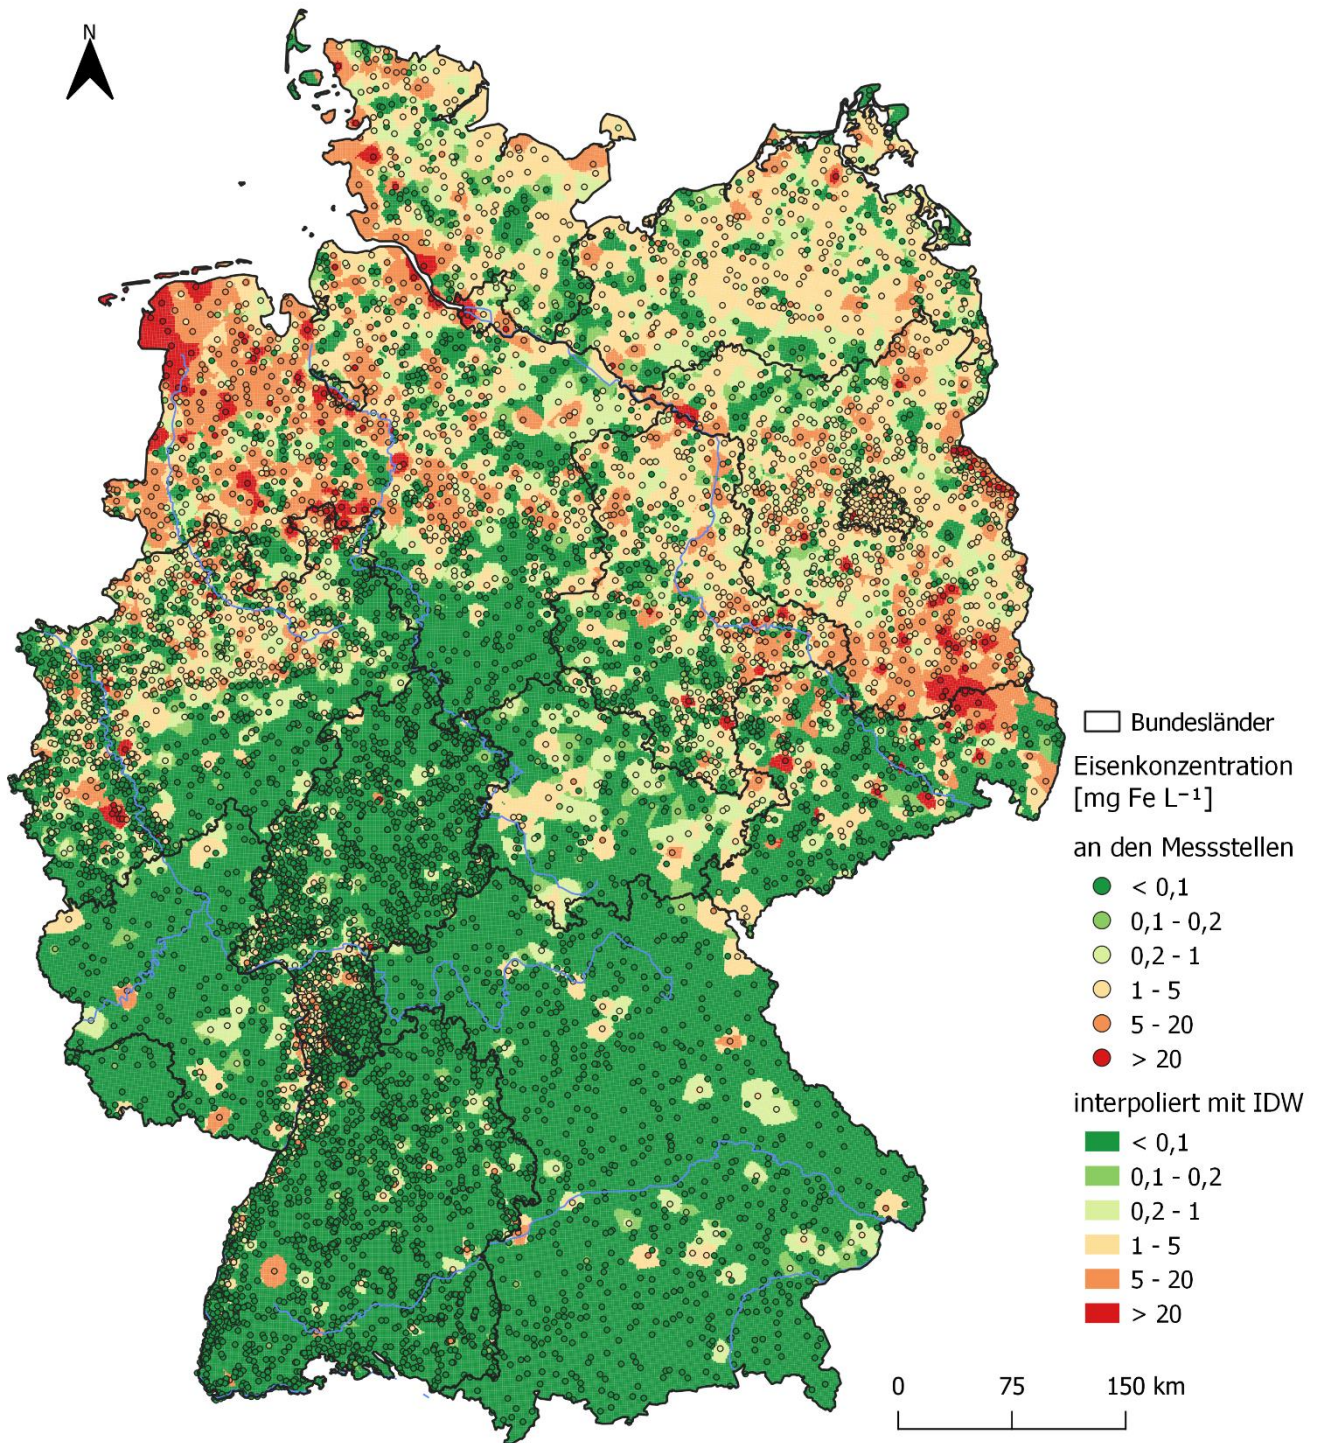 N
Bundesländer
Eisenkonzentration
[mg Fe L⁻¹]
an den Messstellen
< 0,1
0,1 - 0,2
0,2 - 1
1 - 5
5 - 20
> 20
interpoliert mit IDW
< 0,1
0,1 - 0,2
0,2 - 1
1 - 5
5 - 20
> 20
0 75 150 km